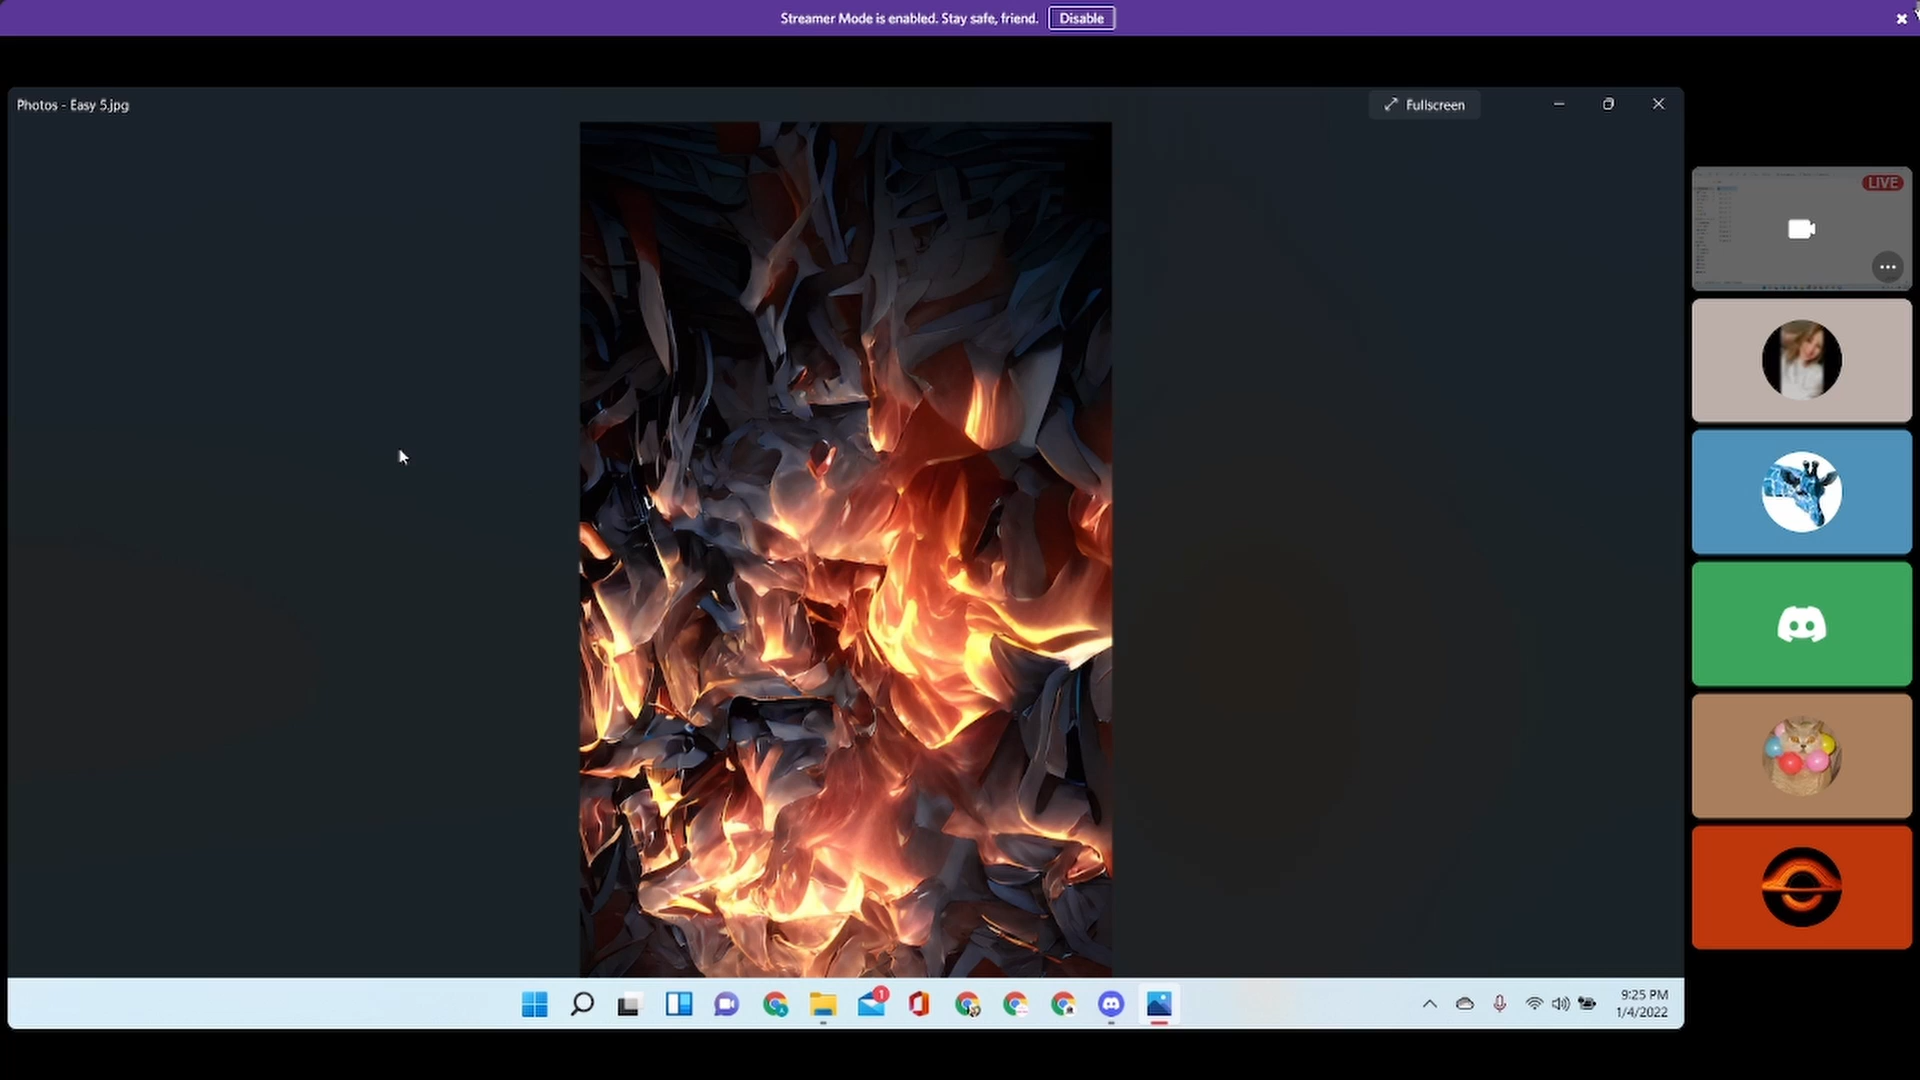 Streamer Mode is enabled. Stay safe, friend. Disable
Photos - Easy 5.jpg
Fullscreen
LIVE
1
9:25 PM
1/4/2022